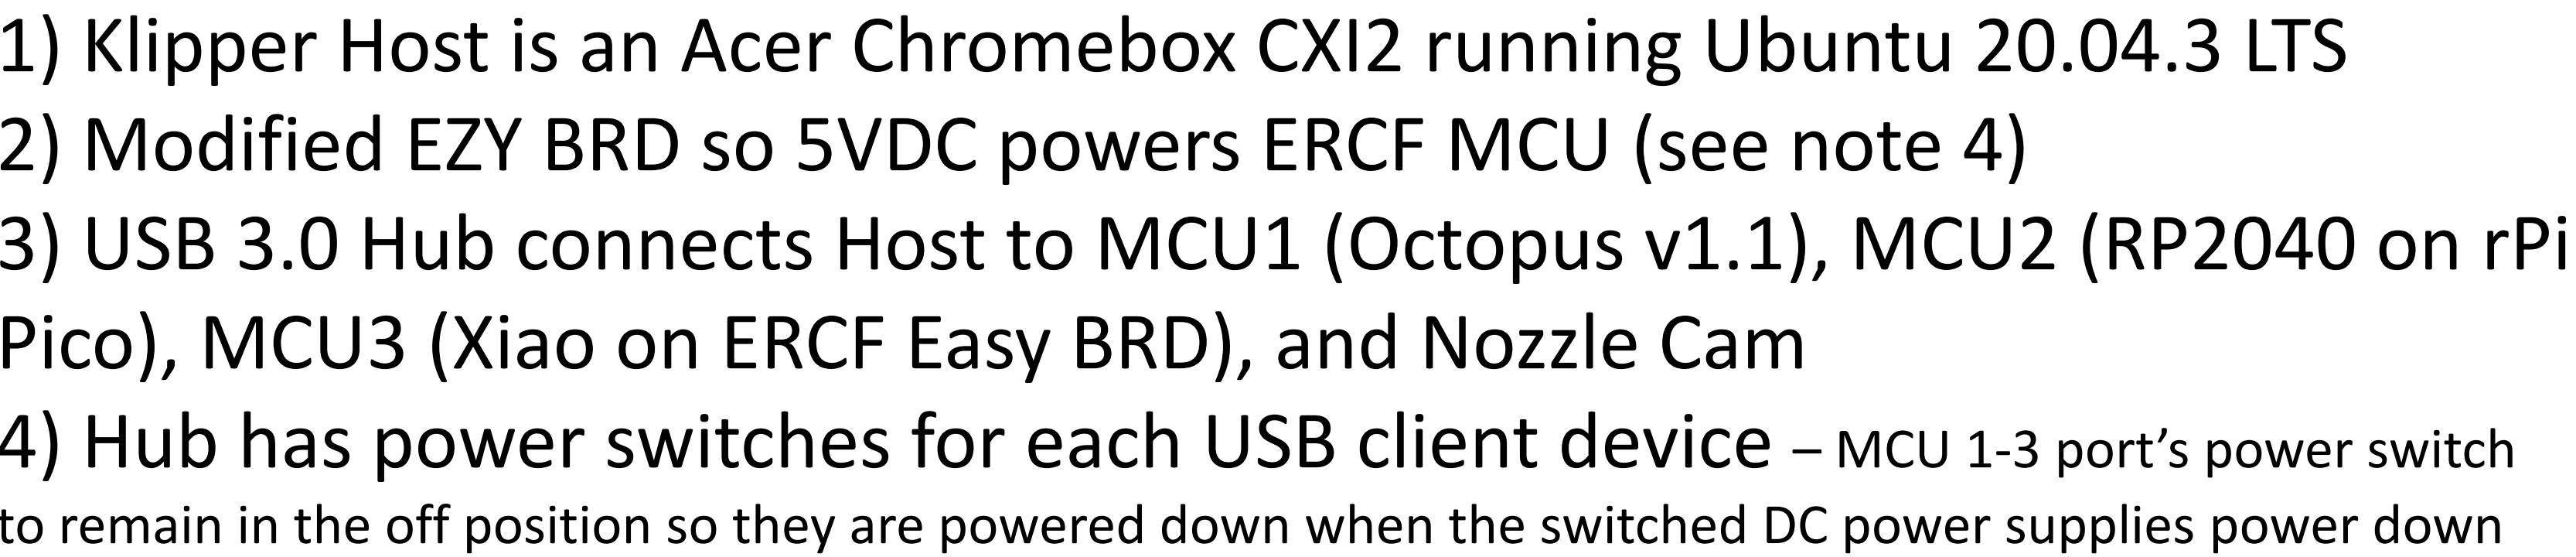 1) Klipper Host is an Acer Chromebox CXI2 running Ubuntu 20.04.3 LTS
2) Modified EZY BRD so 5VDC powers ERCF MCU (see note 4)
3) USB 3.0 Hub connects Host to MCU1 (Octopus v1.1), MCU2 (RP2040 on rPi
Pico), MCU3 (Xiao on ERCF Easy BRD), and Nozzle Cam
4) Hub has power switches for each USB client device – MCU 1-3 port’s power switch
to remain in the off position so they are powered down when the switched DC power supplies power down